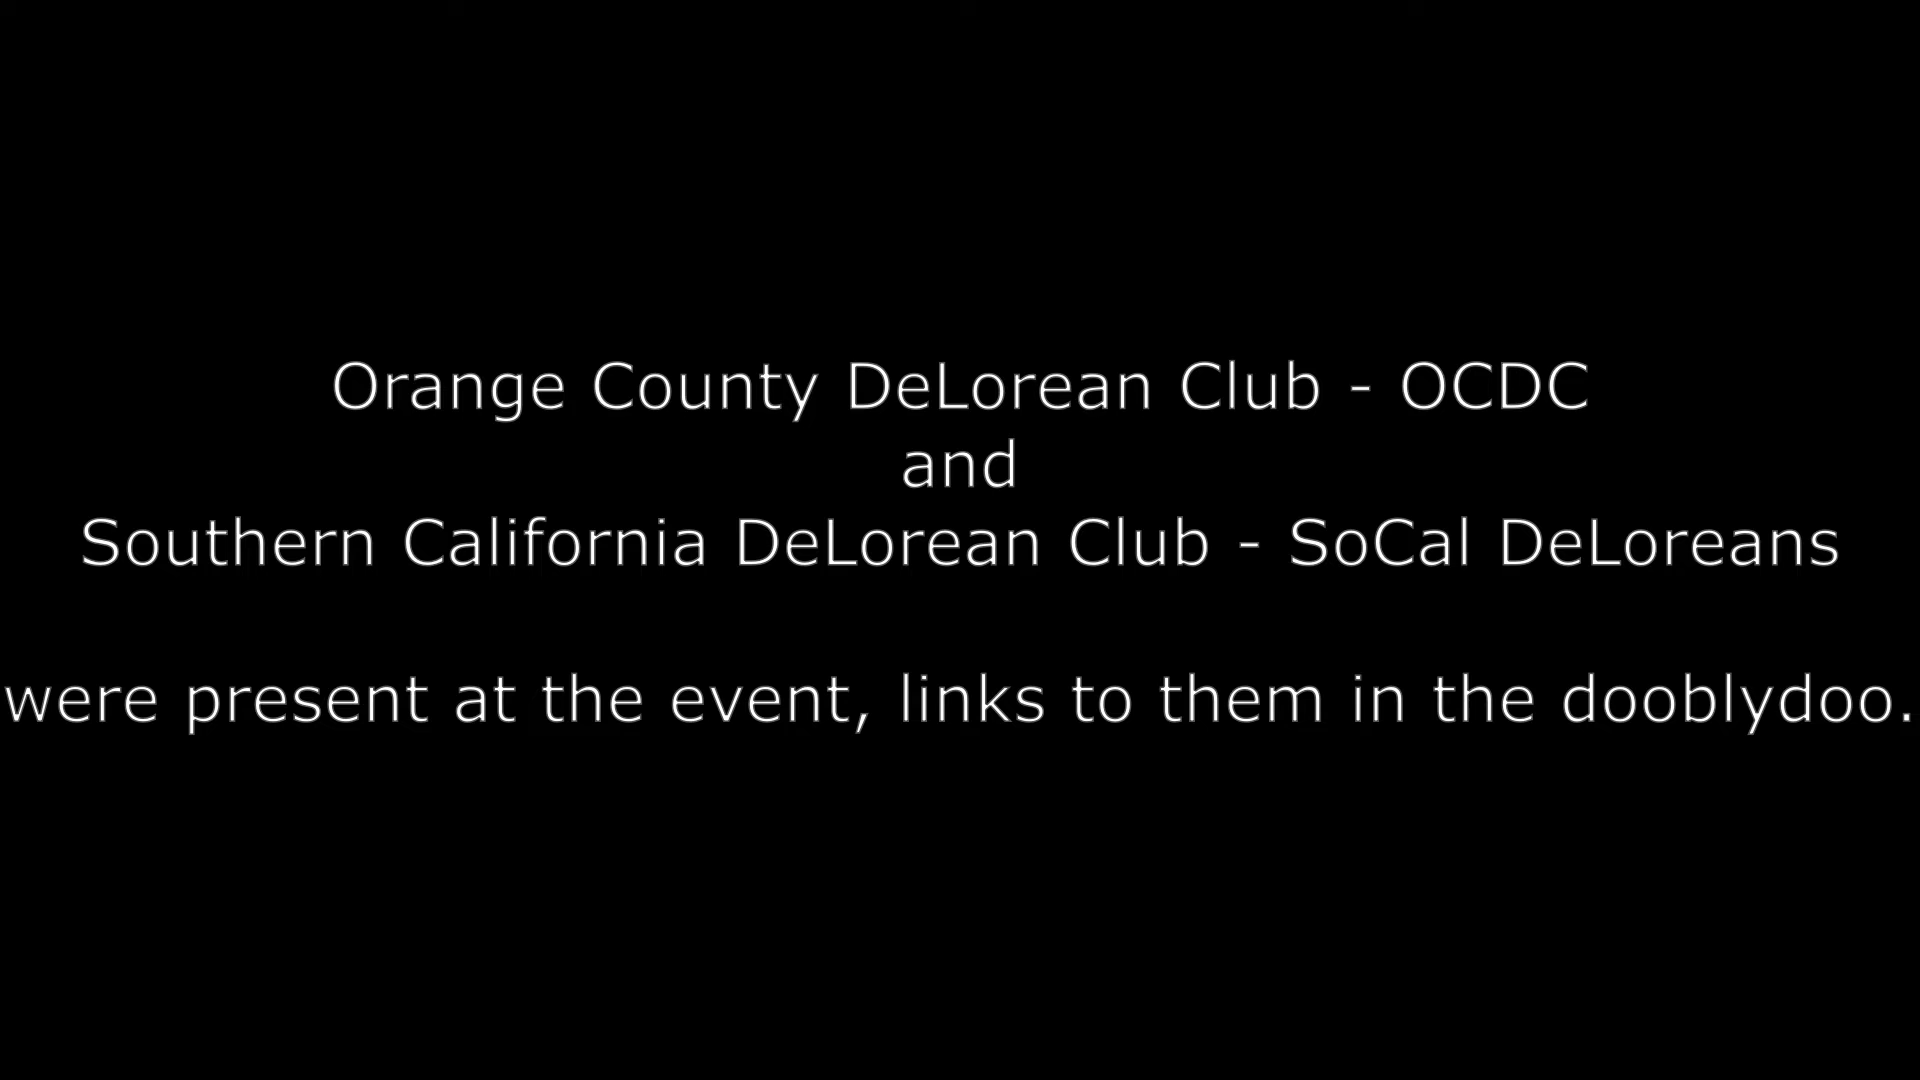 Orange County DeLorean Club - OCDC
and
Southern California DeLorean Club - SoCal DeLoreans
were present at the event, links to them in the dooblydoo.